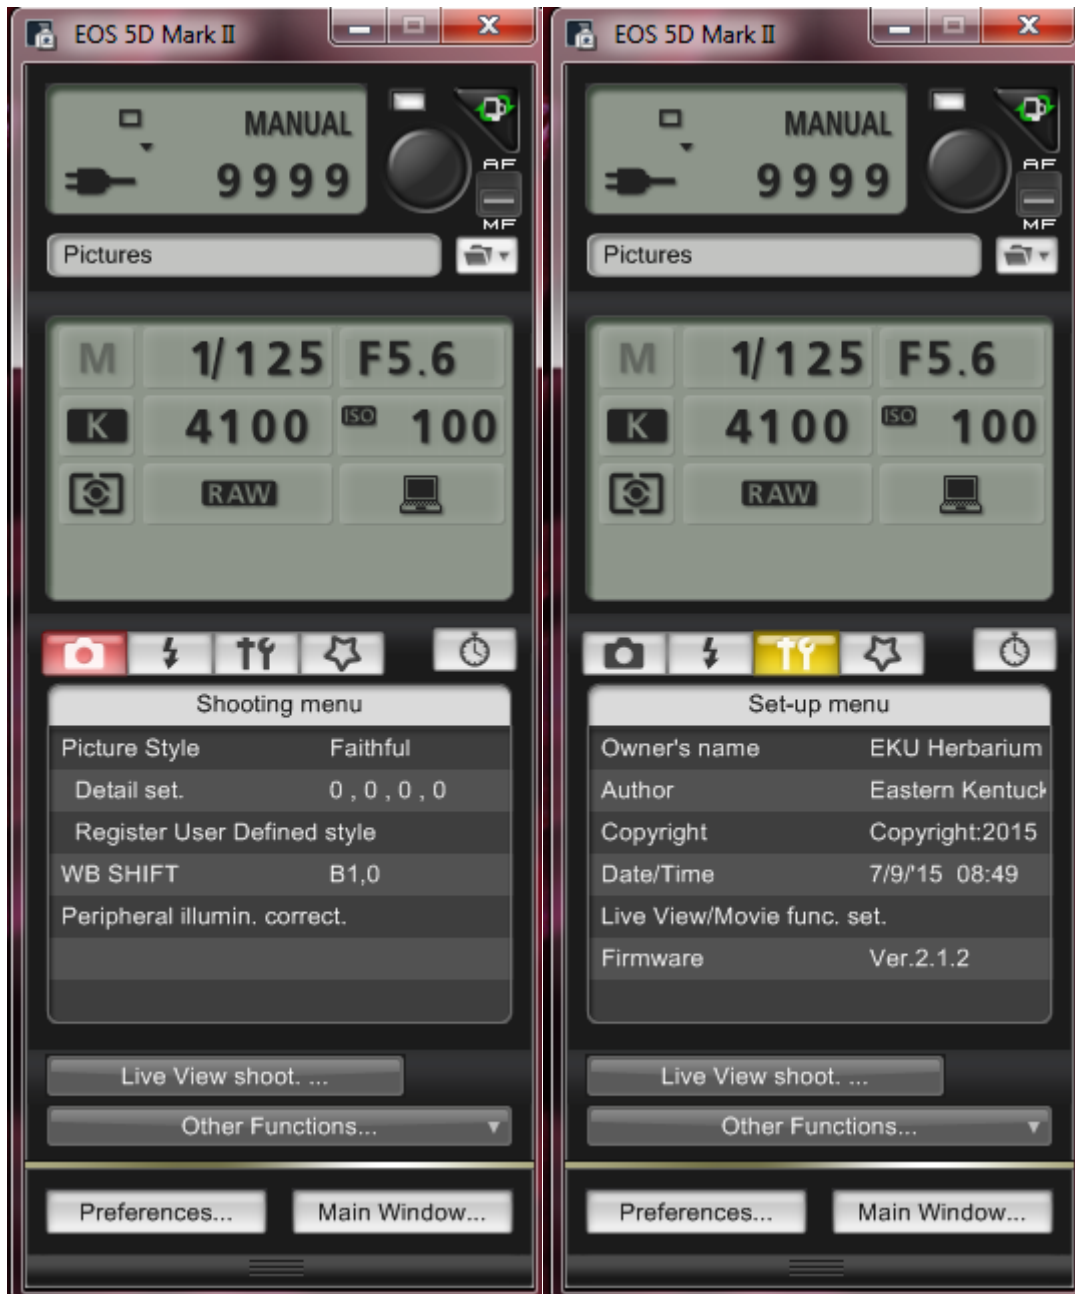 EOS 5D Mark II
MANUAL
9999
AF
MF
Pictures
M 1/125 F5.6
K 4100 ISO 100
RAW
Shooting menu
Picture Style Faithful
Detail set. 0 , 0 , 0 , 0
Register User Defined style
WB SHIFT B1,0
Peripheral illumin. correct.
Live View shoot. ...
Other Functions...
Preferences... Main Window...
EOS 5D Mark II
MANUAL
9999
AF
MF
Pictures
M 1/125 F5.6
K 4100 ISO 100
RAW
Set-up menu
Owner's name EKU Herbarium
Author Eastern Kentuck
Copyright Copyright:2015
Date/Time 7/9/'15 08:49
Live View/Movie func. set.
Firmware Ver.2.1.2
Live View shoot. ...
Other Functions...
Preferences... Main Window...